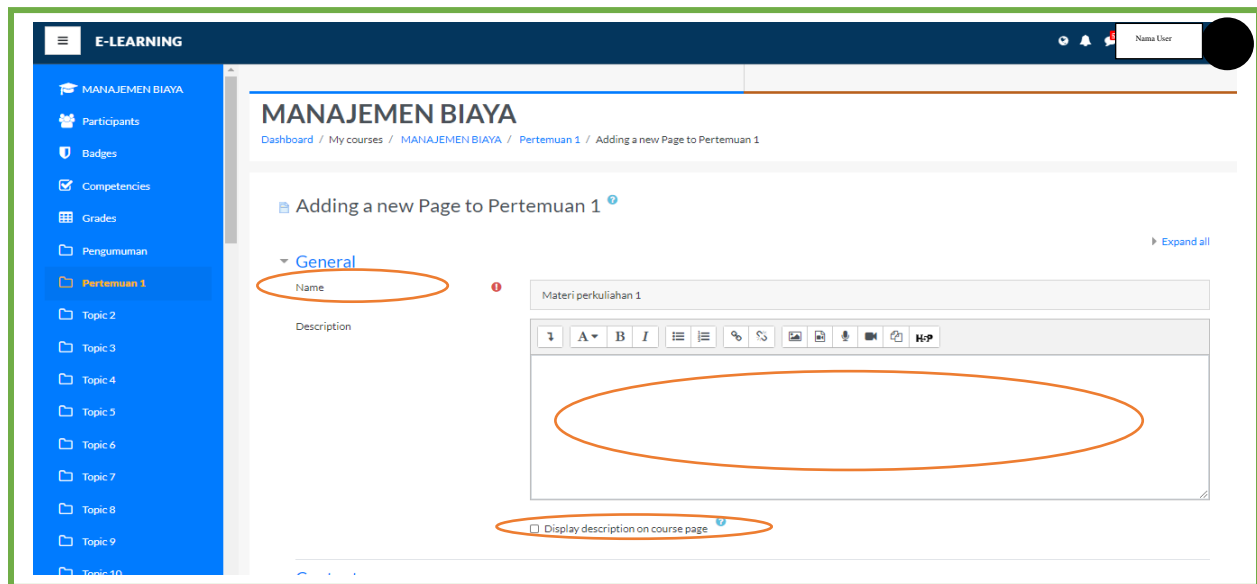 E-LEARNING
Nama User
MANAJEMEN BIAYA
Participants
Badges
Competencies
Grades
Pengumuman
Pertemuan 1
Topic 2
Topic 3
Topic 4
Topic 5
Topic 6
Topic 7
Topic 8
Topic 9
Topic 10
MANAJEMEN BIAYA
Dashboard / My courses / MANAJEMEN BIAYA / Pertemuan 1 / Adding a new Page to Pertemuan 1
Adding a new Page to Pertemuan 1
Expand all
General
Name
Materi perkuliahan 1
Description
A B I H5P
Display description on course page